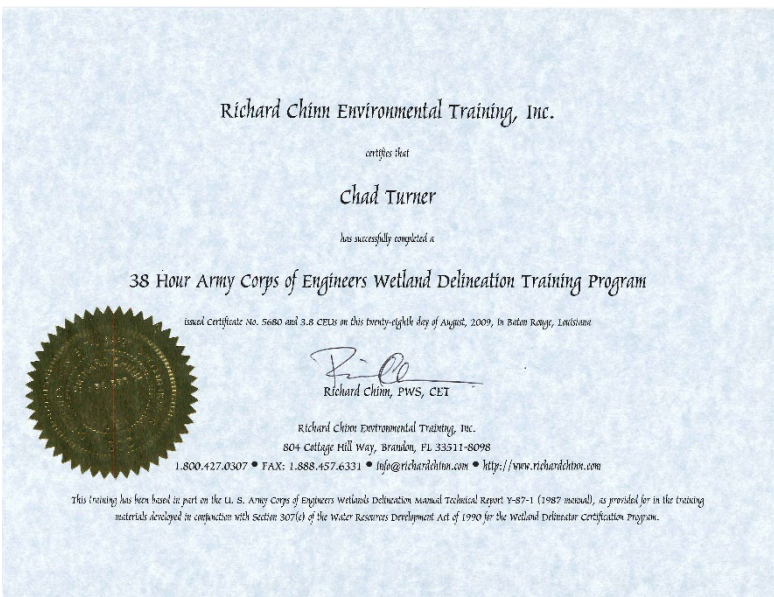 Richard Chinn Environmental Training, Inc.
certifies that
Chad Turner
has successfully completed a
38 Hour Army Corps of Engineers Wetland Delineation Training Program
issued Certificate No. 5680 and 3.8 CEUs on this twenty-eighth day of August, 2009, in Baton Rouge, Louisiana
Richard Chinn, PWS, CET
Richard Chinn Environmental Training, Inc.
804 Cottage Hill Way, Brandon, FL 33511-8098
1.800.427.0307 ● FAX: 1.888.457.6331 ● info@richardchinn.com ● http://www.richardchinn.com
This training has been based in part on the U. S. Army Corps of Engineers Wetlands Delineation Manual Technical Report Y-87-1 (1987 manual), as provided for in the training
materials developed in conjunction with Section 307(e) of the Water Resources Development Act of 1990 for the Wetland Delineator Certification Program.